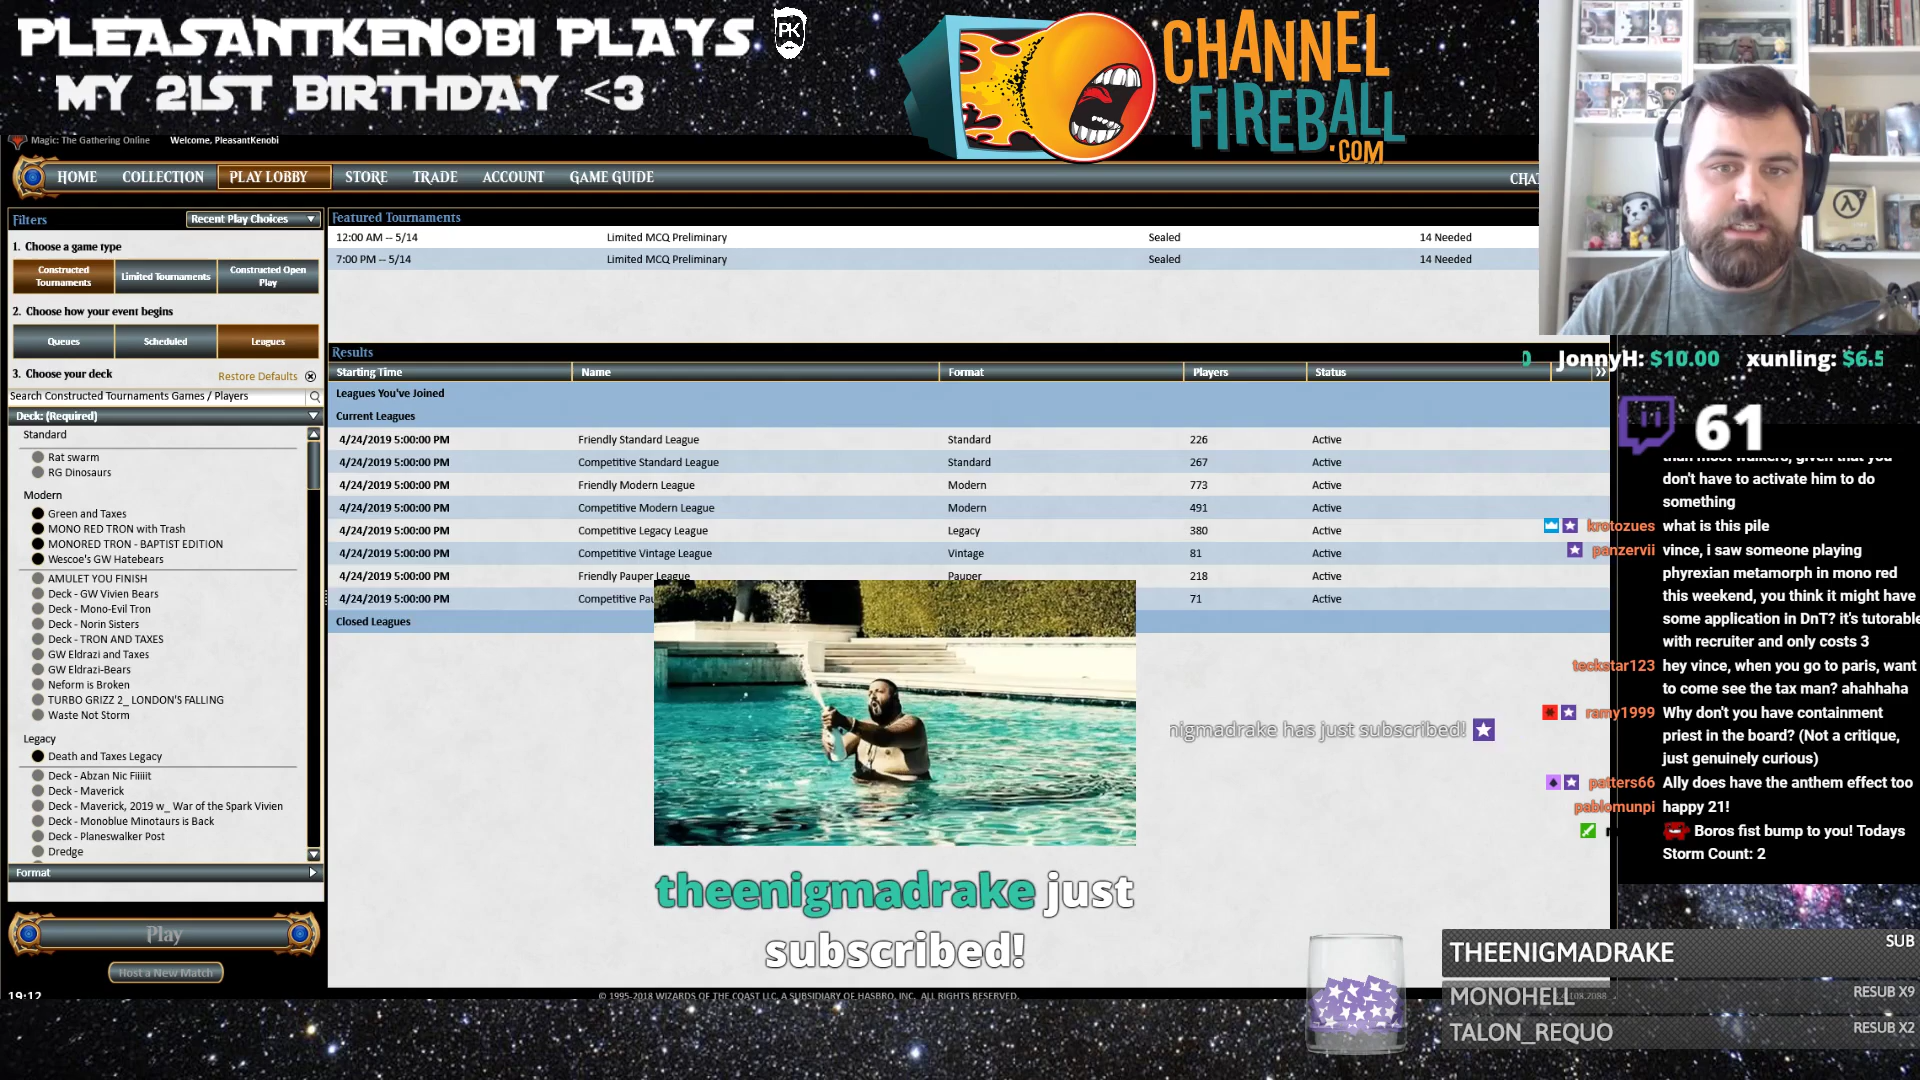 PLEASANTKENOBI PLAYS
PK
MY 21ST BIRTHDAY <3
CHANNEL
FIREBALL
.COM
Magic: The Gathering Online Welcome, PleasantKenobi
HOME COLLECTION PLAY LOBBY STORE TRADE ACCOUNT GAME GUIDE
Filters Recent Play Choices
1. Choose a game type
Constructed Tournaments Limited Tournaments Constructed Open Play
2. Choose how your event begins
Queues Scheduled Leagues
3. Choose your deck Restore Defaults
Search Constructed Tournaments Games / Players
Deck: (Required)
Standard
Rat swarm
RG Dinosaurs
Modern
Green and Taxes
MONO RED TRON with Trash
MONORED TRON - BAPTIST EDITION
Wescoe's GW Hatebears
AMULET YOU FINISH
Deck - GW Vivien Bears
Deck - Mono-Evil Tron
Deck - Norin Sisters
Deck - TRON AND TAXES
GW Eldrazi and Taxes
GW Eldrazi-Bears
Neform is Broken
TURBO GRIZZ 2_ LONDON'S FALLING
Waste Not Storm
Legacy
Death and Taxes Legacy
Deck - Abzan Nic Fiiiiit
Deck - Maverick
Deck - Maverick, 2019 w_ War of the Spark Vivien
Deck - Monoblue Minotaurs is Back
Deck - Planeswalker Post
Dredge
Format
Play
Host a New Match
19:12
Featured Tournaments
12:00 AM -- 5/14 Limited MCQ Preliminary Sealed 14 Needed
7:00 PM -- 5/14 Limited MCQ Preliminary Sealed 14 Needed
Results
Starting Time Name Format Players Status
Leagues You've Joined
Current Leagues
4/24/2019 5:00:00 PM Friendly Standard League Standard 226 Active
4/24/2019 5:00:00 PM Competitive Standard League Standard 267 Active
4/24/2019 5:00:00 PM Friendly Modern League Modern 773 Active
4/24/2019 5:00:00 PM Competitive Modern League Modern 491 Active
4/24/2019 5:00:00 PM Competitive Legacy League Legacy 380 Active
4/24/2019 5:00:00 PM Competitive Vintage League Vintage 81 Active
4/24/2019 5:00:00 PM Friendly Pauper League Pauper 218 Active
4/24/2019 5:00:00 PM Competitive 71 Active
Closed Leagues
nigmadrake has just subscribed!
theenigmadrake just
subscribed!
© 1995-2018 WIZARDS OF THE COAST LLC, A SUBSIDIARY OF HASBRO, INC. ALL RIGHTS RESERVED.
JonnyH: $10.00 xunling: $6.5
61
than most walkers, given that you
don't have to activate him to do
something
krotozues what is this pile
panzervii vince, i saw someone playing
phyrexian metamorph in mono red
this weekend, you think it might have
some application in DnT? it's tutorable
with recruiter and only costs 3
teckstar123 hey vince, when you go to paris, want
to come see the tax man? ahahhaha
ramy1999 Why don't you have containment
priest in the board? (Not a critique,
just genuinely curious)
patters66 Ally does have the anthem effect too
pablomunpi happy 21!
Boros fist bump to you! Todays
Storm Count: 2
THEENIGMADRAKE SUB
MONOHELL RESUB X9
TALON_REQUO RESUB X2